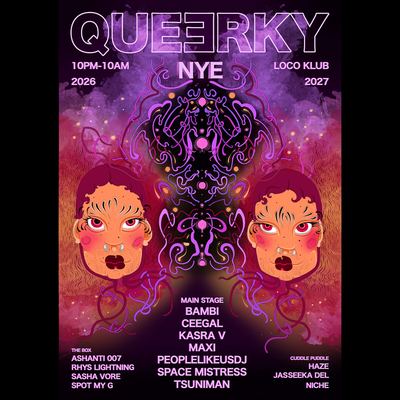 QUEERKY
10PM-10AM
NYE
LOCO KLUB
2026
2027
MAIN STAGE
BAMBI
CEEGAL
KASRA V
MAXI
PEOPLELIKEUSDJ
SPACE MISTRESS
TSUNIMAN
THE BOX
ASHANTI 007
RHYS LIGHTNING
SASHA VORE
SPOT MY G
CUDDLE PUDDLE
HAZE
JASSEEKA DEL
NICHE